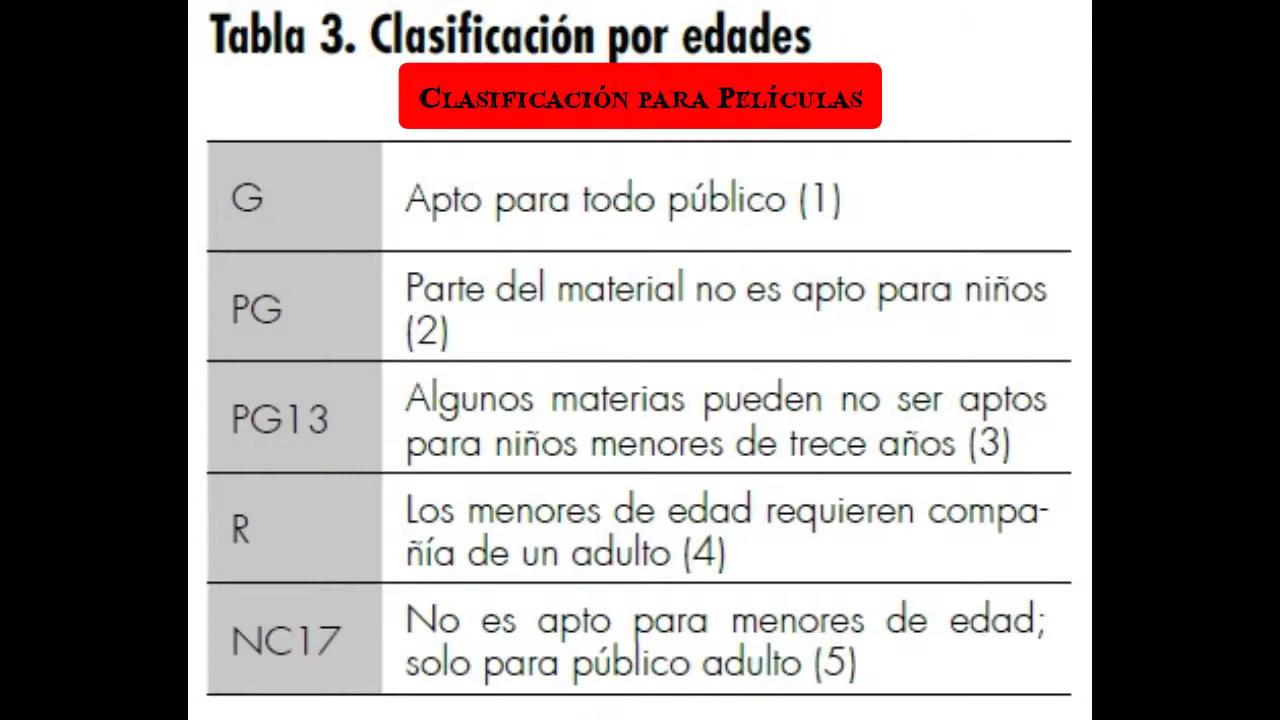 Tabla 3. Clasificación por edades
Clasificación para Películas
G
Apto para todo público (1)
PG
Parte del material no es apto para niños
(2)
PG13
Algunos materias pueden no ser aptos
para niños menores de trece años (3)
R
Los menores de edad requieren compa-
ñía de un adulto (4)
NC17
No es apto para menores de edad;
solo para público adulto (5)